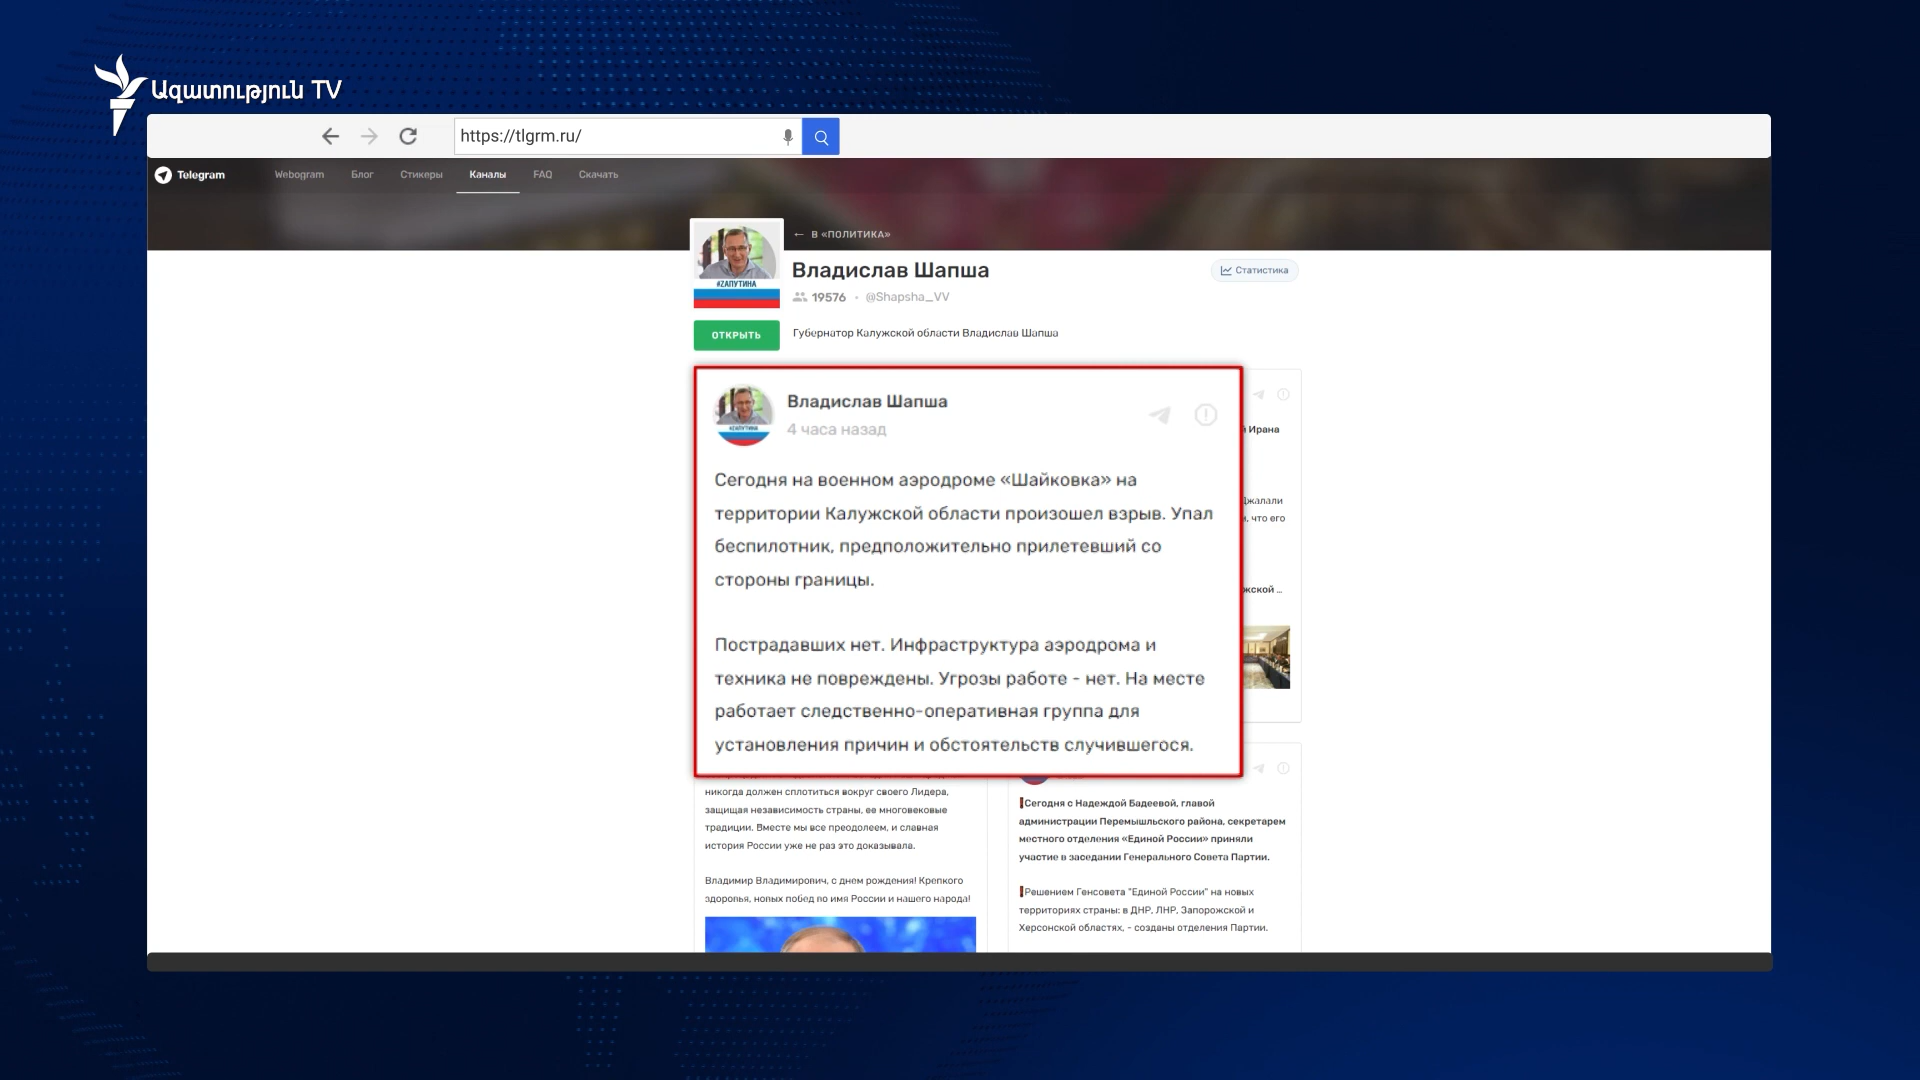 Ազատություն TV
https://tlgrm.ru/
Telegram
Webogram
Блог
Стикеры
Каналы
FAQ
Скачать
← В «ПОЛИТИКА»
#ZАПУТИНА
Владислав Шапша
Статистика
19576 • @Shapsha_VV
ОТКРЫТЬ
Губернатор Калужской области Владислав Шапша
Владислав Шапша
4 часа назад
Сегодня на военном аэродроме «Шайковка» на
территории Калужской области произошел взрыв. Упал
беспилотник, предположительно прилетевший со
стороны границы.
Пострадавших нет. Инфраструктура аэродрома и
техника не повреждены. Угрозы работе - нет. На месте
работает следственно-оперативная группа для
установления причин и обстоятельств случившегося.
Ирана
Джалали
, что его
жской ...
никогда должен сплотиться вокруг своего Лидера,
защищая независимость страны, ее многовековые
традиции. Вместе мы все преодолеем, и славная
история России уже не раз это доказывала.
Владимир Владимирович, с днем рождения! Крепкого
здоровья, новых побед во имя России и нашего народа!
Сегодня с Надеждой Бадеевой, главой
администрации Перемышльского района, секретарем
местного отделения «Единой России» приняли
участие в заседании Генерального Совета Партии.
Решением Генсовета "Единой России" на новых
территориях страны: в ДНР, ЛНР, Запорожской и
Херсонской областях, - созданы отделения Партии.